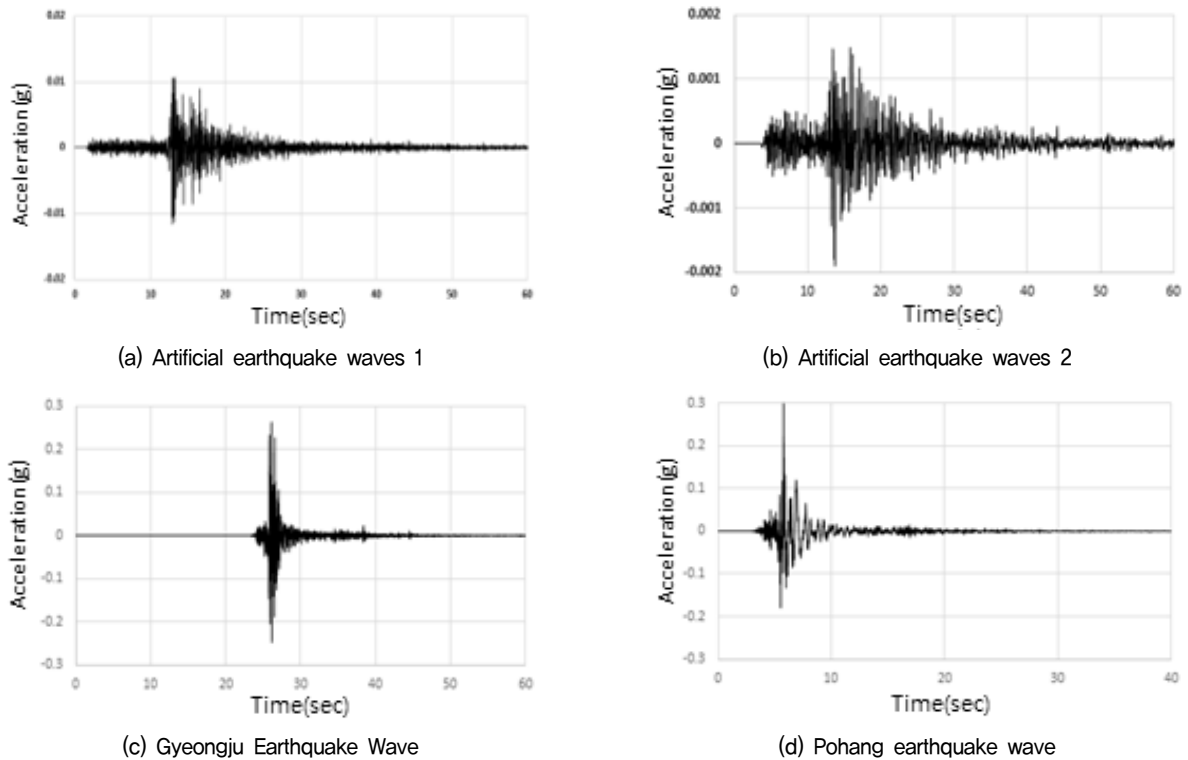 0.02
0.01
0
-0.01
-0.02
Acceleration(g)
0 10 20 30 40 50 60
Time(sec)
(a) Artificial earthquake waves 1
0.002
0.001
0
-0.001
-0.002
Acceleration(g)
0 10 20 30 40 50 60
Time(sec)
(b) Artificial earthquake waves 2
0.3
0.2
0.1
0
-0.1
-0.2
-0.3
Acceleration(g)
0 10 20 30 40 50 60
Time(sec)
(c) Gyeongju Earthquake Wave
0.3
0.2
0.1
0
-0.1
-0.2
-0.3
Acceleration(g)
0 10 20 30 40
Time(sec)
(d) Pohang earthquake wave